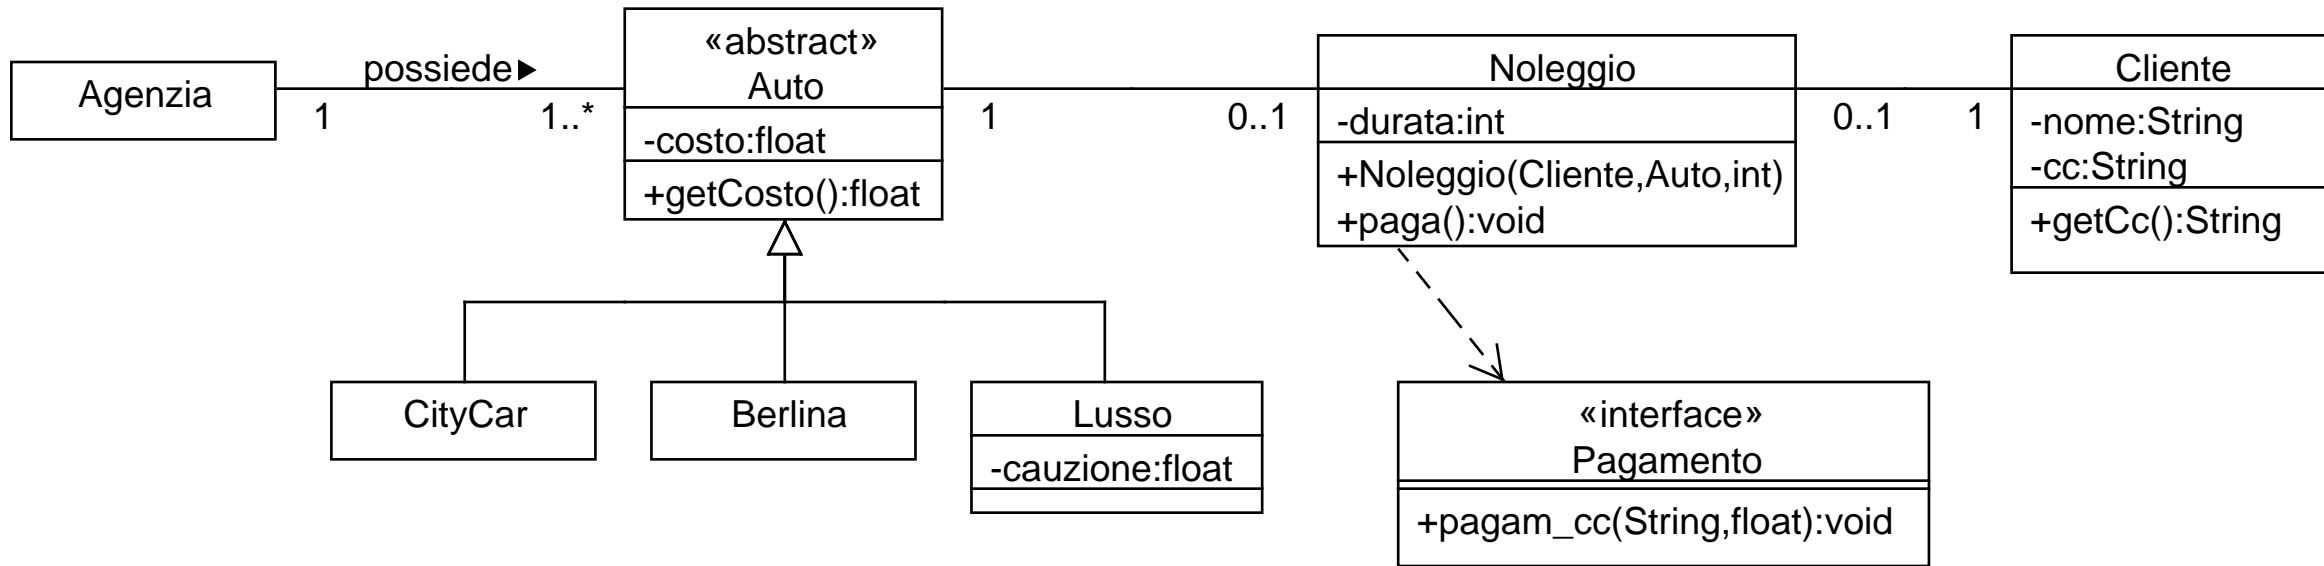 Agenzia
possiede▶
1
1..*
«abstract»
Auto
-costo:float
+getCosto():float
1
0..1
Noleggio
-durata:int
+Noleggio(Cliente,Auto,int)
+paga():void
0..1
1
Cliente
-nome:String
-cc:String
+getCc():String
CityCar
Berlina
Lusso
-cauzione:float
«interface»
Pagamento
+pagam_cc(String,float):void